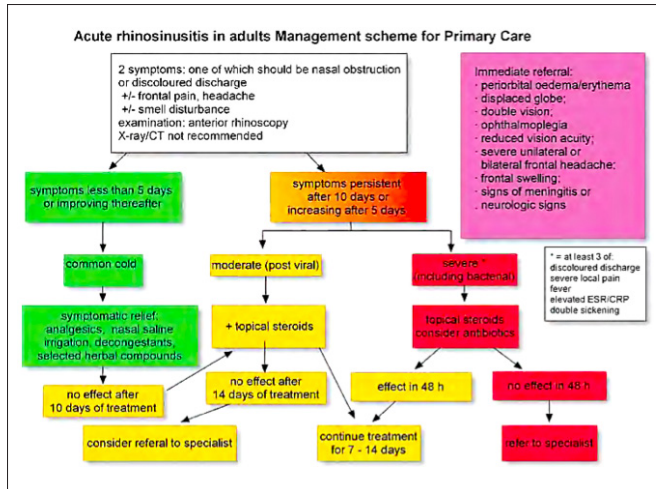 Acute rhinosinusitis in adults Management scheme for Primary Care
2 symptoms: one of which should be nasal obstruction
or discoloured discharge
+/- frontal pain, headache
+/- smell disturbance
examination: anterior rhinoscopy
X-ray/CT not recommended
Immediate referral:
· periorbital oedema/erythema
· displaced globe;
· double vision;
· ophthalmoplegia
· reduced vision acuity;
· severe unilateral or
bilateral frontal headache;
· frontal swelling;
· signs of meningitis or
neurologic signs
symptoms less than 5 days
or improving thereafter
symptoms persistent
after 10 days or
increasing after 5 days
common cold
moderate (post viral)
severe *
(including bacterial)
* = at least 3 of:
discoloured discharge
severe local pain
fever
elevated ESR/CRP
double sickening
symptomatic relief:
analgesics, nasal saline
irrigation, decongestants,
selected herbal compounds
+ topical steroids
topical steroids
consider antibiotics
no effect after
10 days of treatment
no effect after
14 days of treatment
effect in 48 h
no effect in 48 h
consider referal to specialist
continue treatment
for 7 - 14 days
refer to specialist